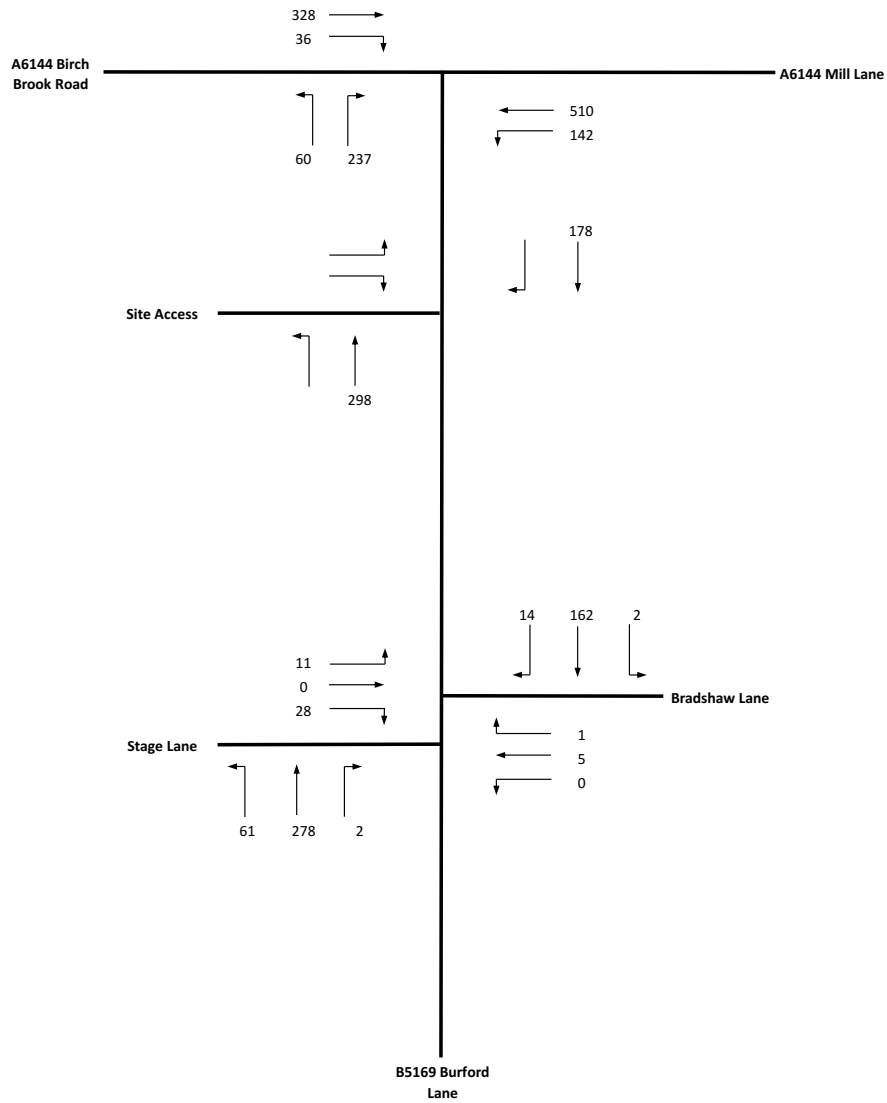 328
36
A6144 Birch
Brook Road
A6144 Mill Lane
510
142
60 237
178
Site Access
298
14 162 2
11
0
28
Bradshaw Lane
1
5
0
Stage Lane
61 278 2
B5169 Burford
Lane